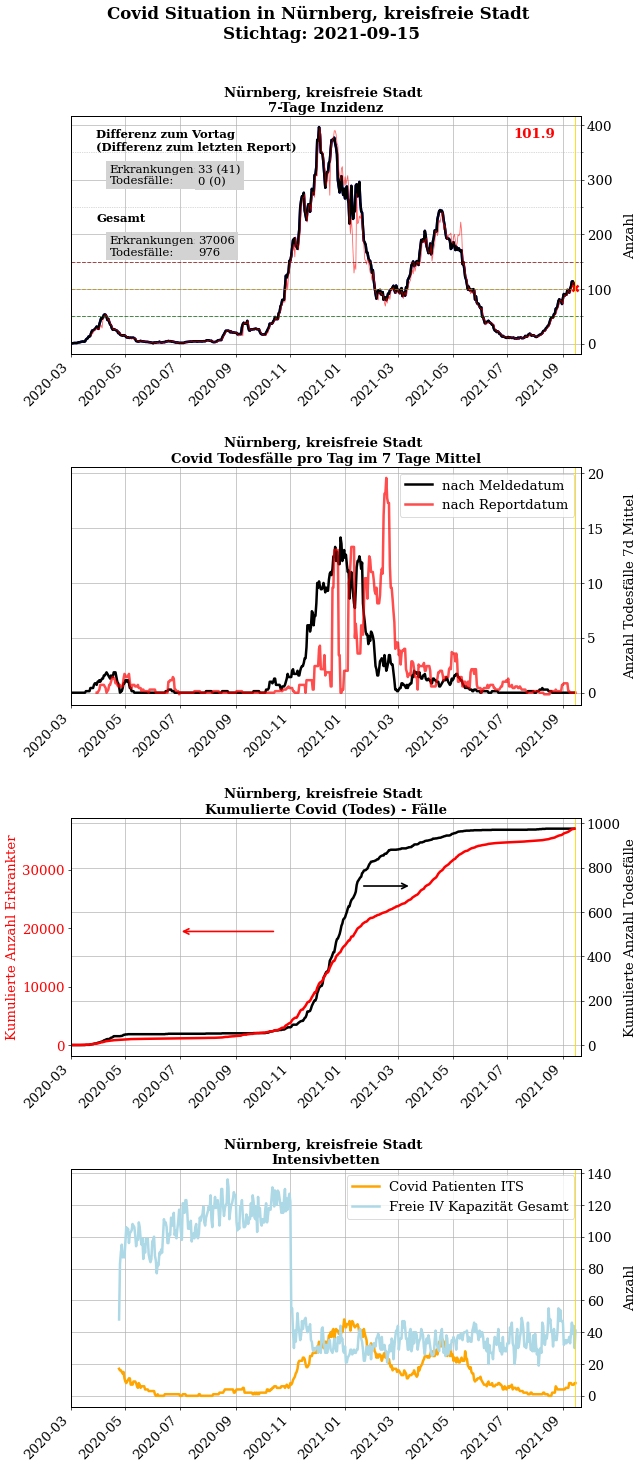 Covid Situation in Nürnberg, kreisfreie Stadt
Stichtag: 2021-09-15
Nürnberg, kreisfreie Stadt
7-Tage Inzidenz
Differenz zum Vortag
(Differenz zum letzten Report)
Erkrankungen 33 (41)
Todesfälle: 0 (0)
Gesamt
Erkrankungen 37006
Todesfälle: 976
101.9
400
300
200
100
0
Anzahl
2020-03
2020-05
2020-07
2020-09
2020-11
2021-01
2021-03
2021-05
2021-07
2021-09
Nürnberg, kreisfreie Stadt
Covid Todesfälle pro Tag im 7 Tage Mittel
nach Meldedatum
nach Reportdatum
20
15
10
5
0
Anzahl Todesfälle 7d Mittel
2020-03
2020-05
2020-07
2020-09
2020-11
2021-01
2021-03
2021-05
2021-07
2021-09
Nürnberg, kreisfreie Stadt
Kumulierte Covid (Todes) - Fälle
Kumulierte Anzahl Erkrankter
30000
20000
10000
0
1000
800
600
400
200
0
Kumulierte Anzahl Todesfälle
2020-03
2020-05
2020-07
2020-09
2020-11
2021-01
2021-03
2021-05
2021-07
2021-09
Nürnberg, kreisfreie Stadt
Intensivbetten
Covid Patienten ITS
Freie IV Kapazität Gesamt
140
120
100
80
60
40
20
0
Anzahl
2020-03
2020-05
2020-07
2020-09
2020-11
2021-01
2021-03
2021-05
2021-07
2021-09